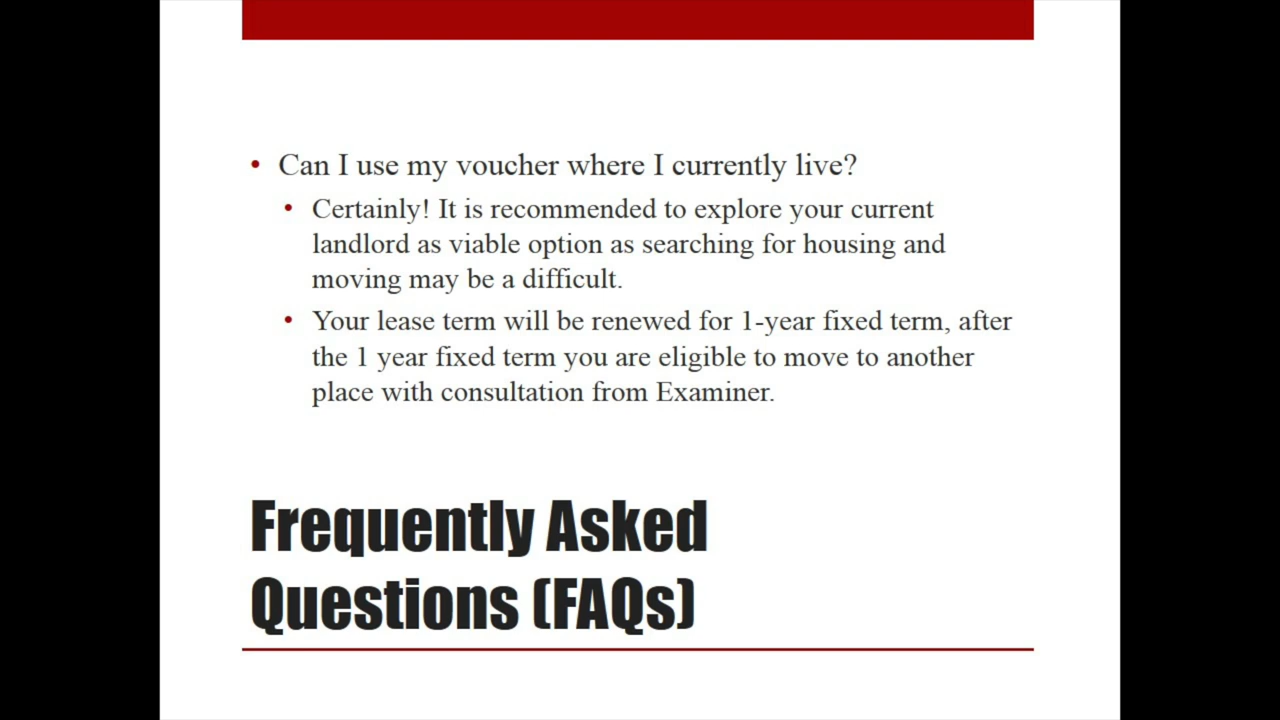 • Can I use my voucher where I currently live?
• Certainly! It is recommended to explore your current
landlord as viable option as searching for housing and
moving may be a difficult.
• Your lease term will be renewed for 1-year fixed term, after
the 1 year fixed term you are eligible to move to another
place with consultation from Examiner.
Frequently Asked
Questions (FAQs)